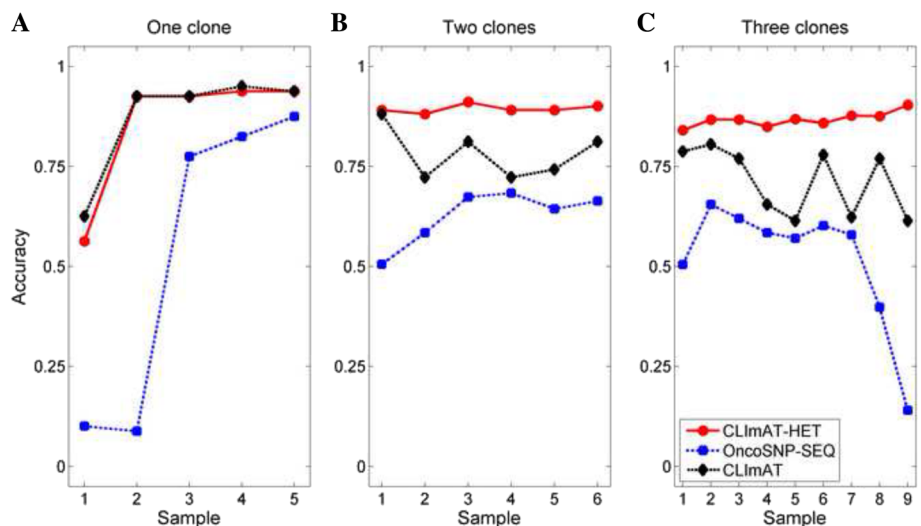 A
One clone
1
0.75
0.5
0.25
0
Accuracy
1 2 3 4 5
Sample
B
Two clones
1
0.75
0.5
0.25
0
1 2 3 4 5 6
Sample
C
Three clones
1
0.75
0.5
0.25
0
CLImAT-HET
OncoSNP-SEQ
CLImAT
1 2 3 4 5 6 7 8 9
Sample